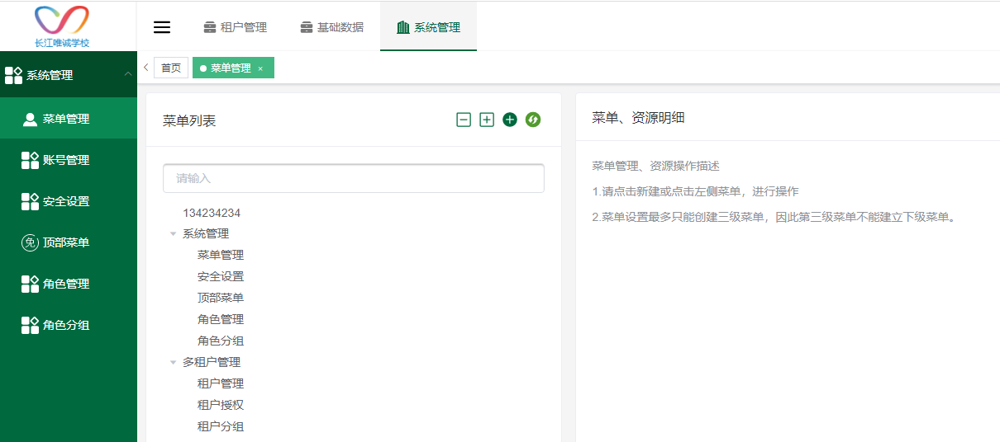 长江唯诚学校
租户管理
基础数据
系统管理
首页
菜单管理 ×
系统管理
菜单管理
账号管理
安全设置
免 顶部菜单
角色管理
角色分组
菜单列表
请输入
134234234
系统管理
菜单管理
安全设置
顶部菜单
角色管理
角色分组
多租户管理
租户管理
租户授权
租户分组
菜单、资源明细
菜单管理、资源操作描述
1.请点击新建或点击左侧菜单，进行操作
2.菜单设置最多只能创建三级菜单，因此第三级菜单不能建立下级菜单。